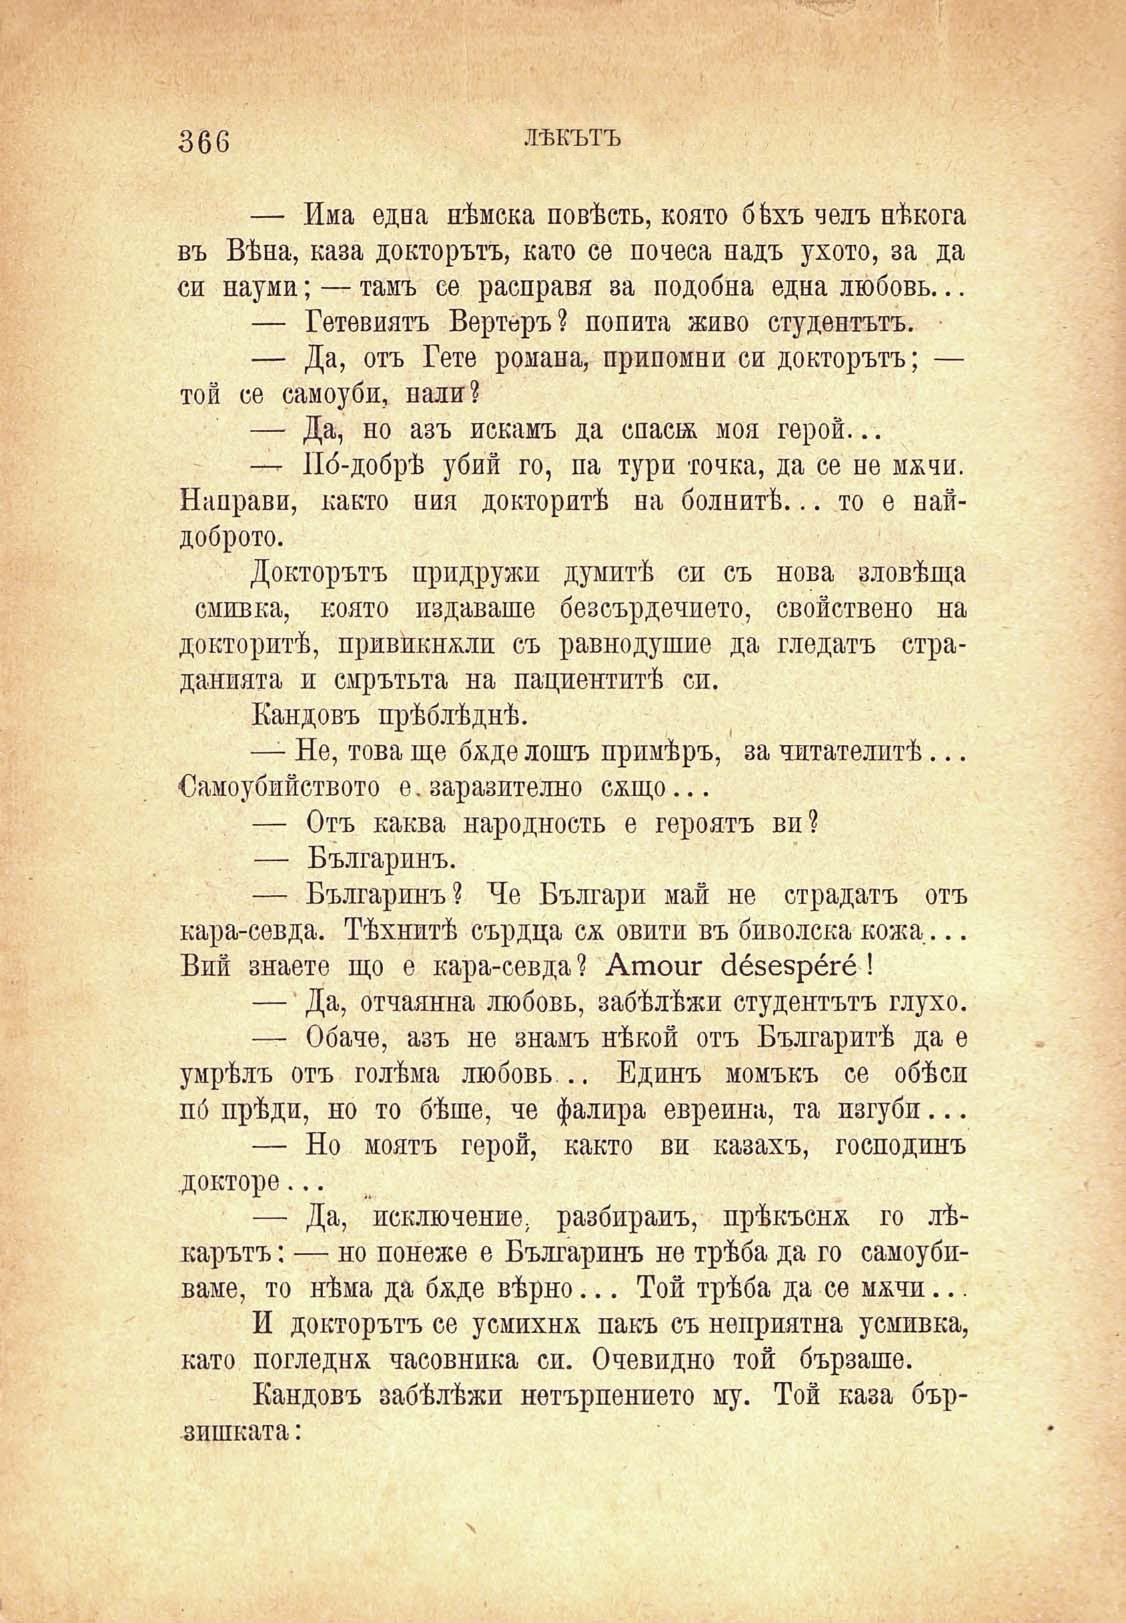 366
ЛѢКЪТЪ
— Има една нѣмска повѣсть, която бѣхъ челъ нѣкога
въ Вѣна, каза докторътъ, като се почеса надъ ухото, за да
си науми; — тамъ се расправя за подобна една любовь...
— Гетевиятъ Вертеръ? попита живо студентътъ.
— Да, отъ Гете романа, припомни си докторътъ; —
той се самоуби, нали?
— Да, но азъ искамъ да спасѭ моя герой...
— По́-добрѣ убий го, па тури точка, да се не мѫчи.
Направи, както ния докторитѣ на болнитѣ... то е най-
доброто.
Докторътъ придружи думитѣ си съ нова зловѣща
смивка, която издаваше безсърдечието, свойствено на
докторитѣ, привикнѫли съ равнодушие да гледатъ стра-
данията и смрътьта на пациентитѣ си.
Кандовъ прѣблѣднѣ.
— Не, това ще бѫде лошъ примѣръ, за читателитѣ...
Самоубийството е заразително сѫщо...
— Отъ каква народность е героятъ ви?
— Българинъ.
— Българинъ? Че Българи май не страдатъ отъ
кара-севда. Тѣхнитѣ сърдца сѫ овити въ биволска кожа...
Вий знаете що е кара-севда? Amour désespéré!
— Да, отчаянна любовь, забѣлѣжи студентътъ глухо.
— Обаче, азъ не знамъ нѣкой отъ Българитѣ да е
умрѣлъ отъ голѣма любовь... Единъ момъкъ се обѣси
по́ прѣди, но то бѣше, че фалира евреина, та изгуби...
— Но моятъ герой, както ви казахъ, господинъ
докторе...
— Да, исключение, разбираиъ, прѣкъснѫ го лѣ-
карътъ: — но понеже е Българинъ не трѣба да го самоуби-
ваме, то нѣма да бѫде вѣрно... Той трѣба да се мѫчи...
И докторътъ се усмихнѫ пакъ съ неприятна усмивка,
като погледнѫ часовника си. Очевидно той бързаше.
Кандовъ забѣлѣжи нетърпението му. Той каза бър-
зишката: